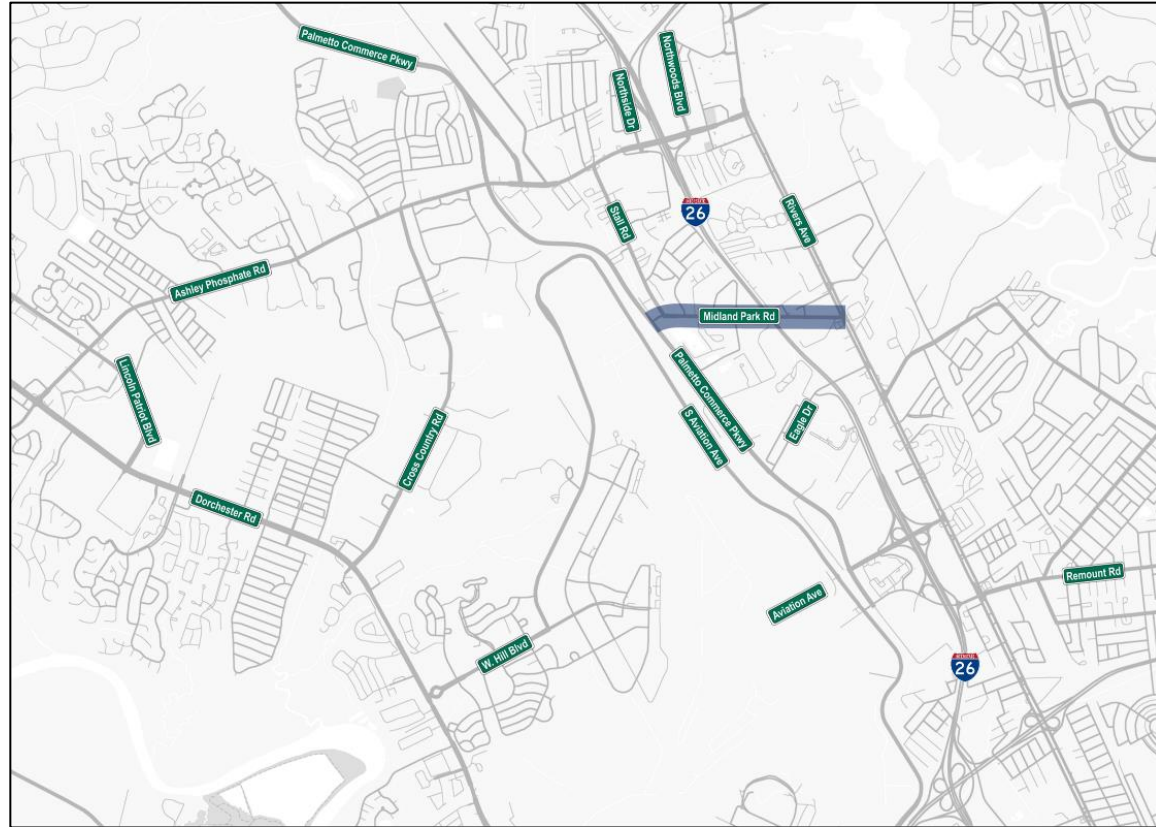 Palmetto Commerce Pkwy
Northside Dr
Northwoods Blvd
INTERSTATE
26
Stall Rd
Rivers Ave
Ashley Phosphate Rd
Midland Park Rd
Lincoln Patriot Blvd
Palmetto Commerce Pkwy
S Aviation Ave
Eagle Dr
Cross Country Rd
Dorchester Rd
Remount Rd
Aviation Ave
W. Hill Blvd
INTERSTATE
26